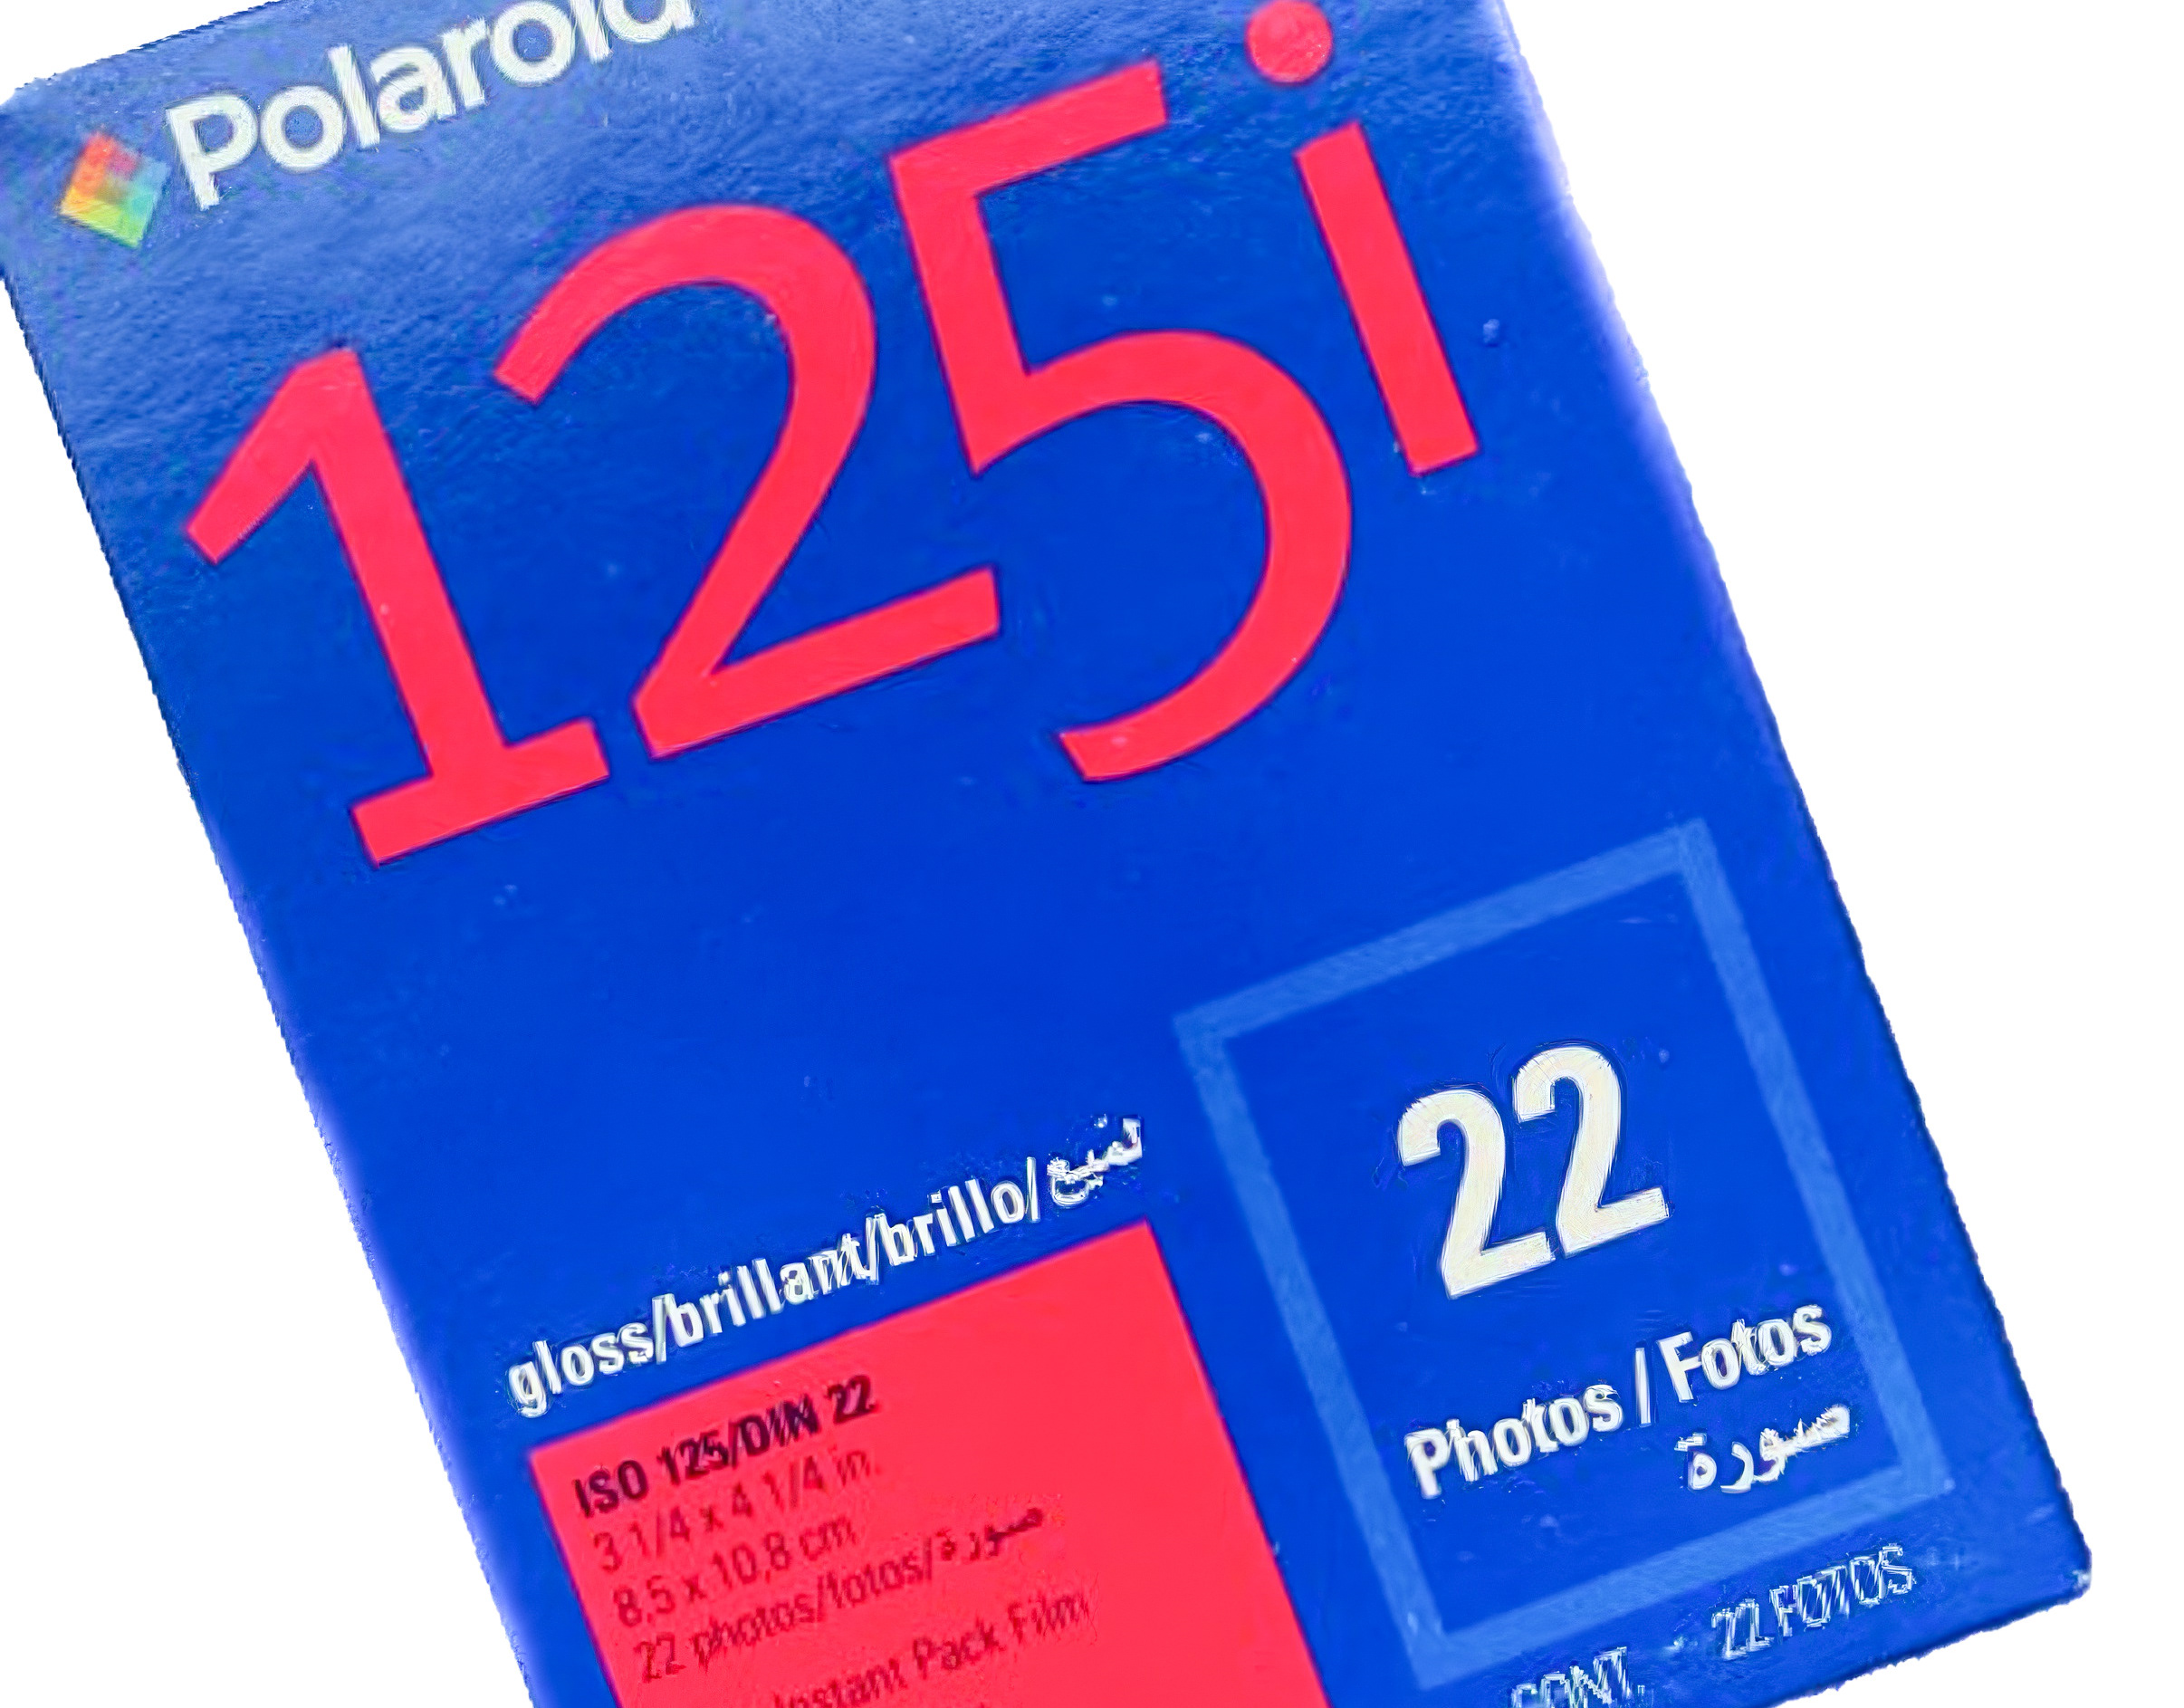 Polaroid
125i
gloss/brillant/brillo/لميع
22
Photos / Fotos
صورة
ISO 125/DIN 22
3 1/4 x 4 1/4 in.
8,5 x 10,8 cm
22 photos/fotos/صورة
Instant Pack Film
CONT. 22 FOTOS